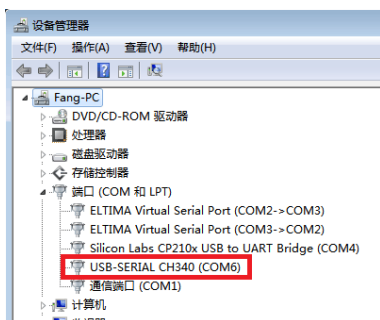 设备管理器
文件(F) 操作(A) 查看(V) 帮助(H)
Fang-PC
DVD/CD-ROM 驱动器
处理器
磁盘驱动器
存储控制器
端口 (COM 和 LPT)
ELTIMA Virtual Serial Port (COM2->COM3)
ELTIMA Virtual Serial Port (COM3->COM2)
Silicon Labs CP210x USB to UART Bridge (COM4)
USB-SERIAL CH340 (COM6)
通信端口 (COM1)
计算机